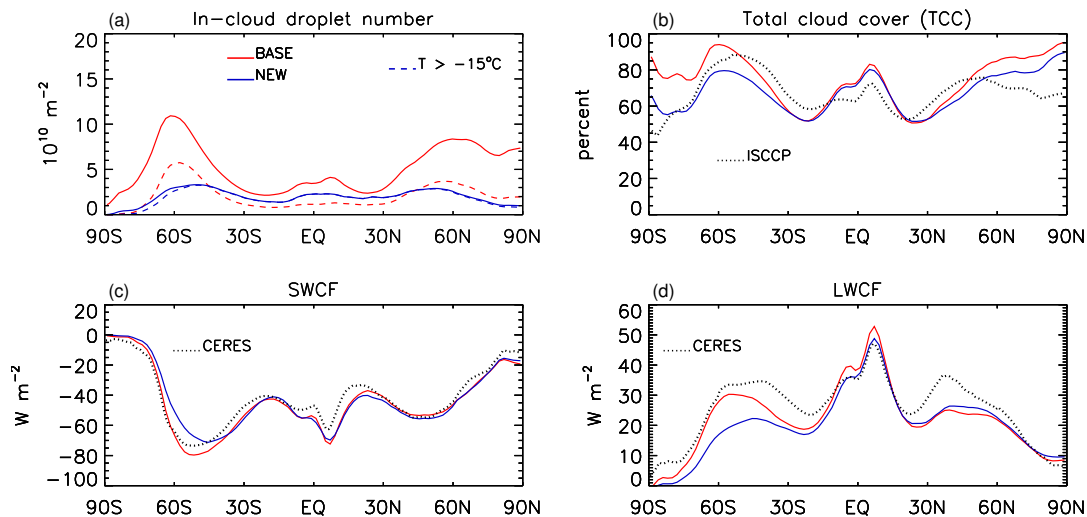 (a) In-cloud droplet number
20
15
10
5
0
10¹⁰ m⁻²
BASE
NEW
T > −15°C
90S 60S 30S EQ 30N 60N 90N
(b) Total cloud cover (TCC)
100
80
60
40
20
0
percent
ISCCP
90S 60S 30S EQ 30N 60N 90N
(c) SWCF
20
0
−20
−40
−60
−80
−100
W m⁻²
CERES
90S 60S 30S EQ 30N 60N 90N
(d) LWCF
60
50
40
30
20
10
0
W m⁻²
CERES
90S 60S 30S EQ 30N 60N 90N